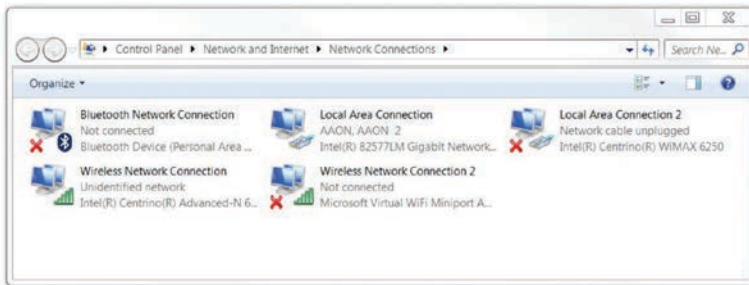 Control Panel ▸ Network and Internet ▸ Network Connections ▸
Search Ne...
Organize
Bluetooth Network Connection
Not connected
Bluetooth Device (Personal Area ...
Local Area Connection
AAON, AAON 2
Intel(R) 82577LM Gigabit Network...
Local Area Connection 2
Network cable unplugged
Intel(R) Centrino(R) WiMAX 6250
Wireless Network Connection
Unidentified network
Intel(R) Centrino(R) Advanced-N 6...
Wireless Network Connection 2
Not connected
Microsoft Virtual WiFi Miniport A...